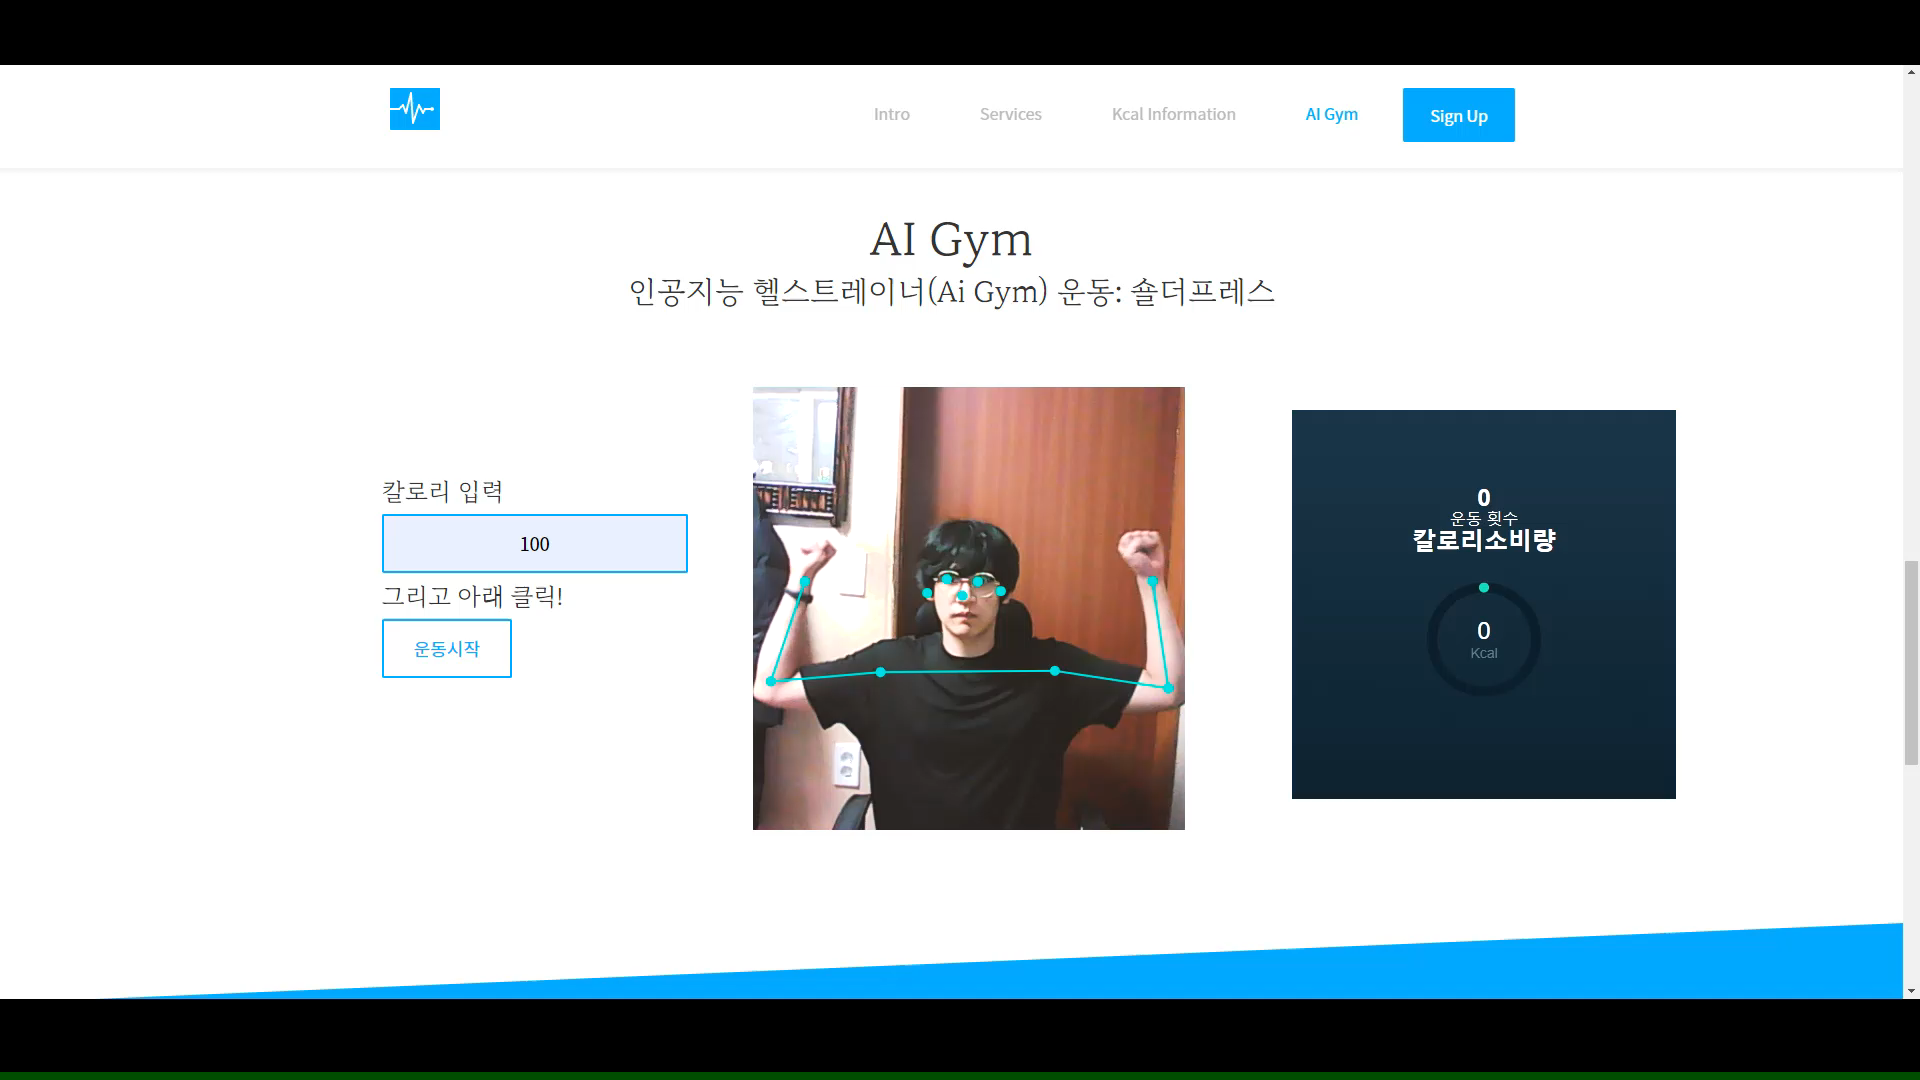 Intro
Services
Kcal Information
AI Gym
Sign Up
AI Gym
인공지능 헬스트레이너(Ai Gym) 운동: 숄더프레스
칼로리 입력
100
그리고 아래 클릭!
운동시작
0
운동 횟수
칼로리소비량
0
Kcal